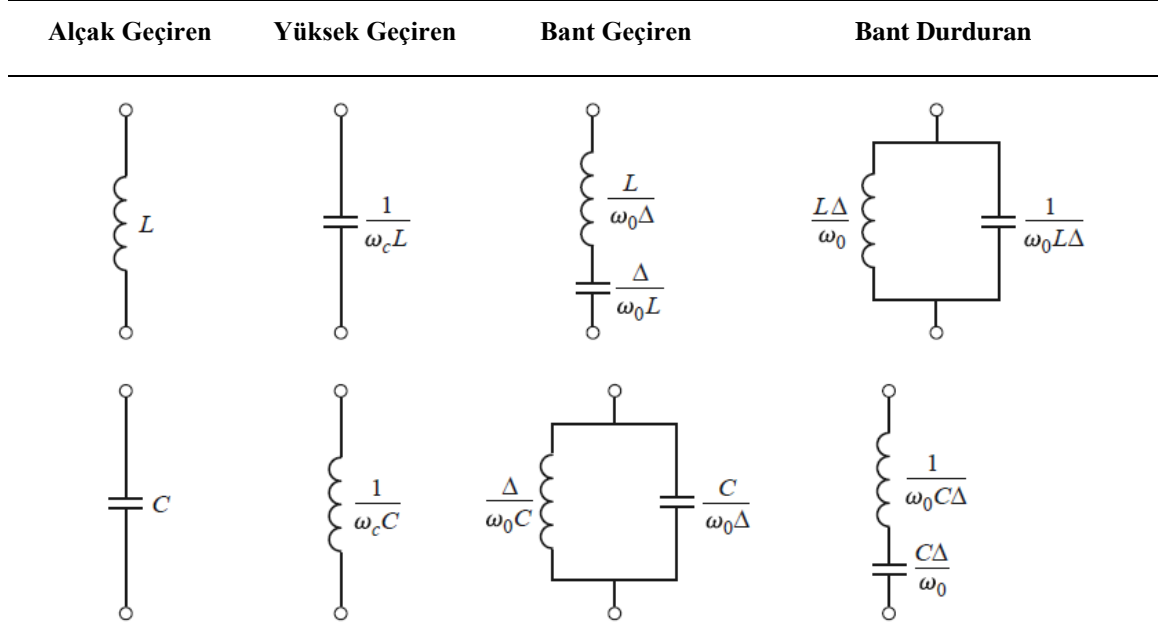 Alçak Geçiren Yüksek Geçiren Bant Geçiren Bant Durduran
L
1/ω_cL
L/ω_0Δ
Δ/ω_0L
LΔ/ω_0
1/ω_0LΔ
C
1/ω_cC
Δ/ω_0C
C/ω_0Δ
1/ω_0CΔ
CΔ/ω_0